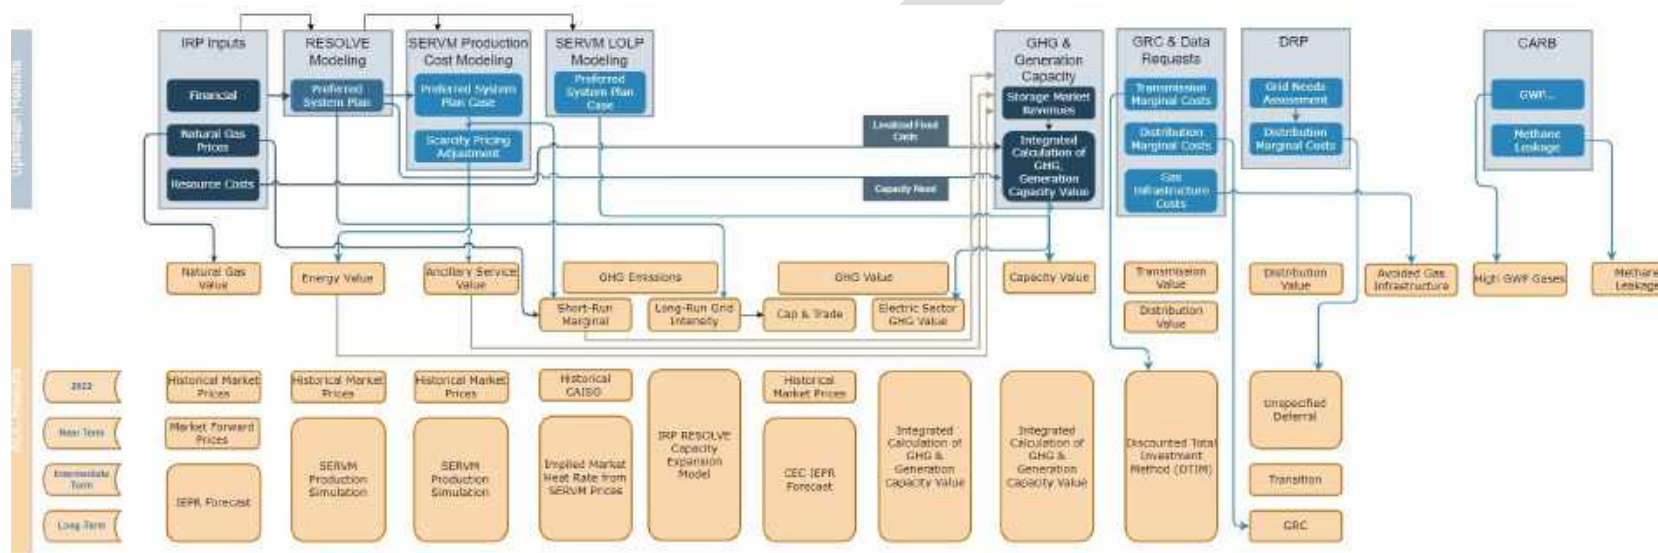 IRP Inputs
Financial
Natural Gas
Prices
Resource Costs
RESOLVE
Modeling
Preferred
System Plan
SERVM Production
Cost Modeling
Preferred System
Plan Case
Scarcity Pricing
Adjustment
SERVM LOLP
Modeling
Preferred
System Plan
Case
Levelized Fixed
Costs
Capacity Need
GHG &
Generation
Capacity
Storage Market
Revenues
Integrated
Calculation of
GHG,
Generation
Capacity Value
GRC & Data
Requests
Transmission
Marginal Costs
Distribution
Marginal Costs
Gas
Infrastructure
Costs
DRP
Grid Needs
Assessment
Distribution
Marginal Costs
CARB
GWP...
Methane
Leakage
Natural Gas
Value
Energy Value
Ancillary Service
Value
GHG Emissions
Short-Run
Marginal
Long-Run Grid
Intensity
GHG Value
Cap & Trade
Electric Sector
GHG Value
Capacity Value
Transmission
Value
Distribution
Value
Distribution
Value
Avoided Gas
Infrastructure
High GWP Gases
Methane
Leakage
2022
Near Term
Intermediate
Term
Long-Term
Historical Market
Prices
Market Forward
Prices
IEPR Forecast
Historical Market
Prices
SERVM
Production
Simulation
Historical Market
Prices
SERVM
Production
Simulation
Historical
CAISO
Implied Market
Heat Rate from
SERVM Prices
IRP RESOLVE
Capacity
Expansion
Model
Historical
Market Prices
CEC IEPR
Forecast
Integrated
Calculation of
GHG &
Generation
Capacity Value
Integrated
Calculation of
GHG &
Generation
Capacity Value
Discounted Total
Investment
Method (DTIM)
Unspecified
Deferral
Transition
GRC